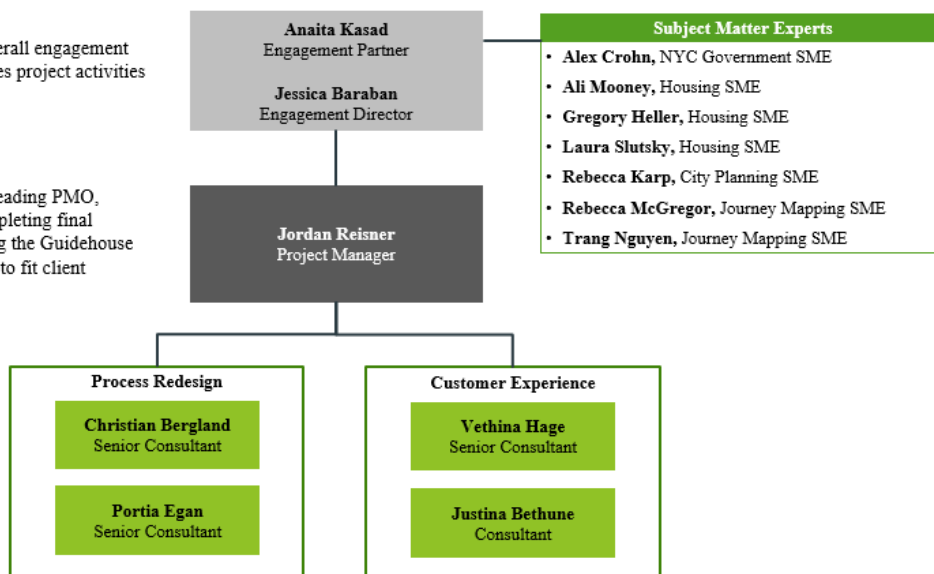 Anaita Kasad
Engagement Partner
Jessica Baraban
Engagement Director
erall engagement
es project activities
Subject Matter Experts
• Alex Crohn, NYC Government SME
• Ali Mooney, Housing SME
• Gregory Heller, Housing SME
• Laura Slutsky, Housing SME
• Rebecca Karp, City Planning SME
• Rebecca McGregor, Journey Mapping SME
• Trang Nguyen, Journey Mapping SME
eading PMO,
pleting final
g the Guidehouse
to fit client
Jordan Reisner
Project Manager
Process Redesign
Christian Bergland
Senior Consultant
Portia Egan
Senior Consultant
Customer Experience
Vethina Hage
Senior Consultant
Justina Bethune
Consultant